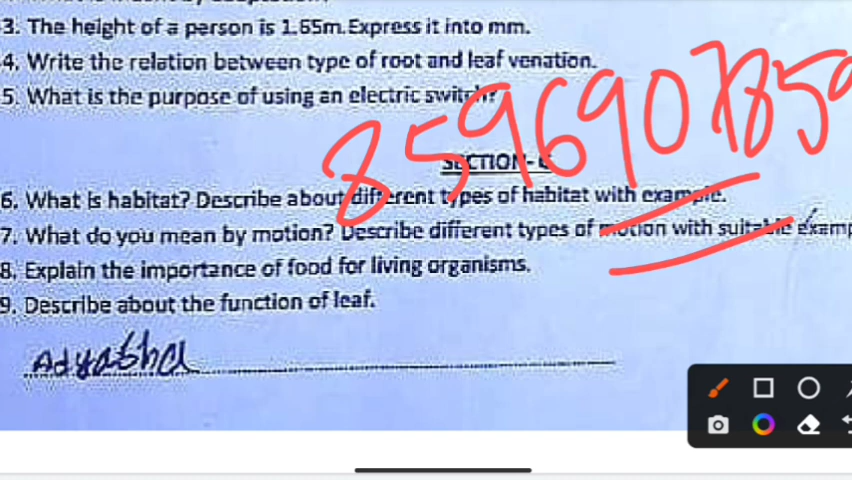 3. The height of a person is 1.65m.Express it into mm.
4. Write the relation between type of root and leaf venation.
5. What is the purpose of using an electric switch?
8596907859
SECTION-
6. What is habitat? Describe about different types of habitat with example.
7. What do you mean by motion? Describe different types of motion with suitable examp
8. Explain the importance of food for living organisms.
9. Describe about the function of leaf.
Adyasha